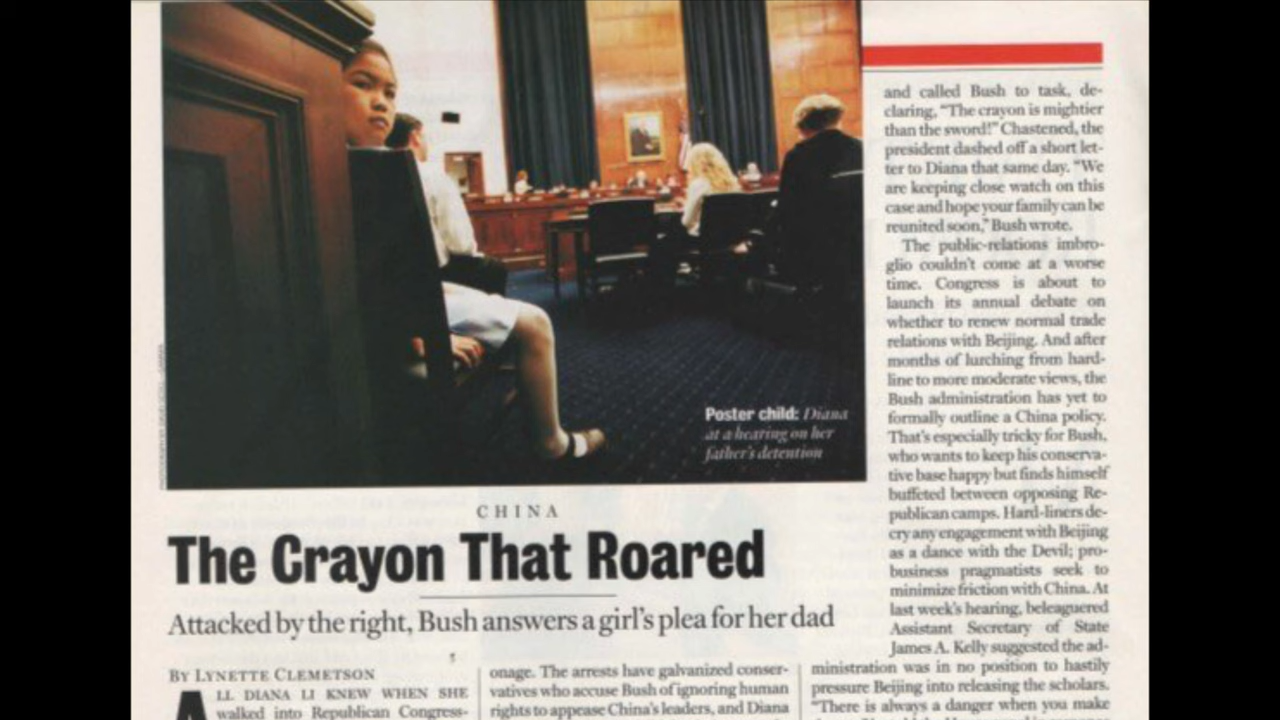 Poster child: Diana
at a hearing on her
father's detention
CHINA
The Crayon That Roared
Attacked by the right, Bush answers a girl's plea for her dad
BY LYNETTE CLEMETSON
ALL DIANA LI KNEW WHEN SHE
walked into Republican Congress-
onage. The arrests have galvanized conser-
vatives who accuse Bush of ignoring human
rights to appease China's leaders, and Diana
and called Bush to task, de-
claring, “The crayon is mightier
than the sword!” Chastened, the
president dashed off a short let-
ter to Diana that same day. “We
are keeping close watch on this
case and hope your family can be
reunited soon,” Bush wrote.
The public-relations imbro-
glio couldn't come at a worse
time. Congress is about to
launch its annual debate on
whether to renew normal trade
relations with Beijing. And after
months of lurching from hard-
line to more moderate views, the
Bush administration has yet to
formally outline a China policy.
That's especially tricky for Bush,
who wants to keep his conserva-
tive base happy but finds himself
buffeted between opposing Re-
publican camps. Hard-liners de-
cry any engagement with Beijing
as a dance with the Devil; pro-
business pragmatists seek to
minimize friction with China. At
last week's hearing, beleaguered
Assistant Secretary of State
James A. Kelly suggested the ad-
ministration was in no position to hastily
pressure Beijing into releasing the scholars.
“There is always a danger when you make